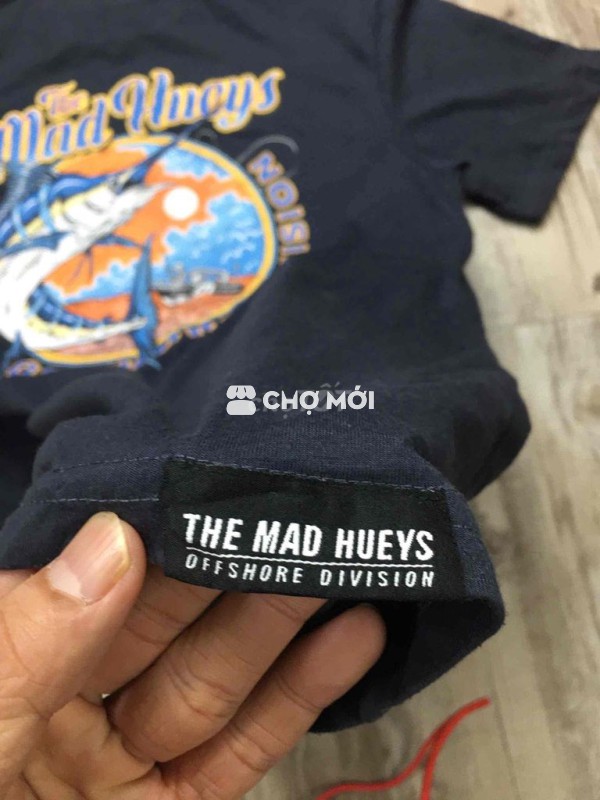 The
Mad Hueys
CHỢ MỚI
THE MAD HUEYS
OFFSHORE DIVISION